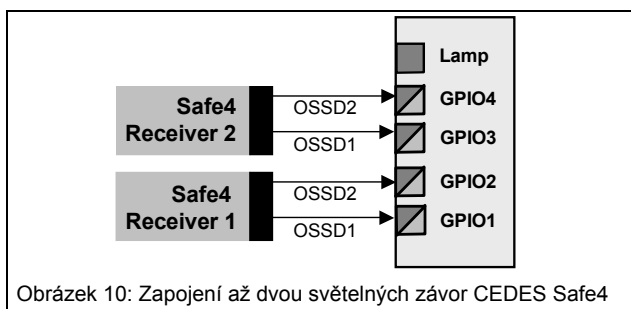 Lamp
Safe4
Receiver 2
OSSD2
GPIO4
OSSD1
GPIO3
Safe4
Receiver 1
OSSD2
GPIO2
OSSD1
GPIO1
Obrázek 10: Zapojení až dvou světelných závor CEDES Safe4